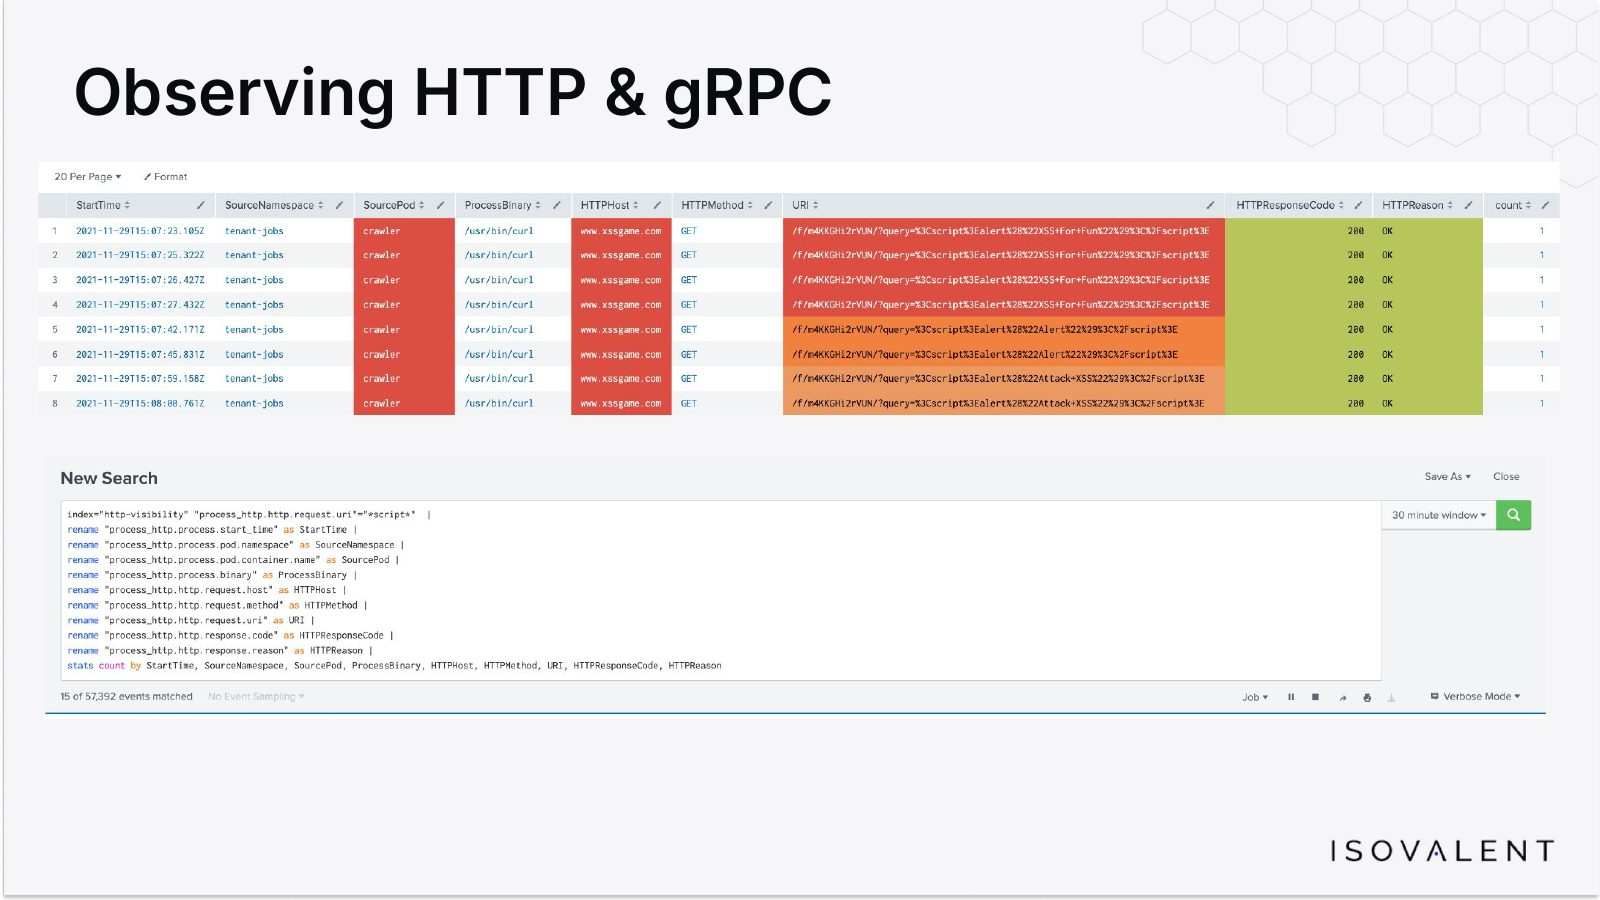 Observing HTTP & gRPC
20 Per Page Format
StartTime SourceNamespace SourcePod ProcessBinary HTTPHost HTTPMethod URI HTTPResponseCode HTTPReason count
1 2021-11-29T15:07:23.105Z tenant-jobs crawler /usr/bin/curl www.xssgame.com GET /f/m4KKGHi2rVUN/?query=%3Cscript%3Ealert%28%22XSS+For+Fun%22%29%3C%2Fscript%3E 200 OK 1
2 2021-11-29T15:07:25.322Z tenant-jobs crawler /usr/bin/curl www.xssgame.com GET /f/m4KKGHi2rVUN/?query=%3Cscript%3Ealert%28%22XSS+For+Fun%22%29%3C%2Fscript%3E 200 OK 1
3 2021-11-29T15:07:26.427Z tenant-jobs crawler /usr/bin/curl www.xssgame.com GET /f/m4KKGHi2rVUN/?query=%3Cscript%3Ealert%28%22XSS+For+Fun%22%29%3C%2Fscript%3E 200 OK 1
4 2021-11-29T15:07:27.432Z tenant-jobs crawler /usr/bin/curl www.xssgame.com GET /f/m4KKGHi2rVUN/?query=%3Cscript%3Ealert%28%22XSS+For+Fun%22%29%3C%2Fscript%3E 200 OK 1
5 2021-11-29T15:07:42.171Z tenant-jobs crawler /usr/bin/curl www.xssgame.com GET /f/m4KKGHi2rVUN/?query=%3Cscript%3Ealert%28%22Alert%22%29%3C%2Fscript%3E 200 OK 1
6 2021-11-29T15:07:45.831Z tenant-jobs crawler /usr/bin/curl www.xssgame.com GET /f/m4KKGHi2rVUN/?query=%3Cscript%3Ealert%28%22Alert%22%29%3C%2Fscript%3E 200 OK 1
7 2021-11-29T15:07:59.158Z tenant-jobs crawler /usr/bin/curl www.xssgame.com GET /f/m4KKGHi2rVUN/?query=%3Cscript%3Ealert%28%22Attack+XSS%22%29%3C%2Fscript%3E 200 OK 1
8 2021-11-29T15:08:00.761Z tenant-jobs crawler /usr/bin/curl www.xssgame.com GET /f/m4KKGHi2rVUN/?query=%3Cscript%3Ealert%28%22Attack+XSS%22%29%3C%2Fscript%3E 200 OK 1
New Search Save As Close
index="http-visibility" "process_http.http.request.uri"="*script*" | 30 minute window
rename "process_http.process.start_time" as StartTime |
rename "process_http.process.pod.namespace" as SourceNamespace |
rename "process_http.process.pod.container.name" as SourcePod |
rename "process_http.process.binary" as ProcessBinary |
rename "process_http.http.request.host" as HTTPHost |
rename "process_http.http.request.method" as HTTPMethod |
rename "process_http.http.request.uri" as URI |
rename "process_http.http.response.code" as HTTPResponseCode |
rename "process_http.http.response.reason" as HTTPReason |
stats count by StartTime, SourceNamespace, SourcePod, ProcessBinary, HTTPHost, HTTPMethod, URI, HTTPResponseCode, HTTPReason
15 of 57,392 events matched No Event Sampling Job Verbose Mode
ISOVALENT